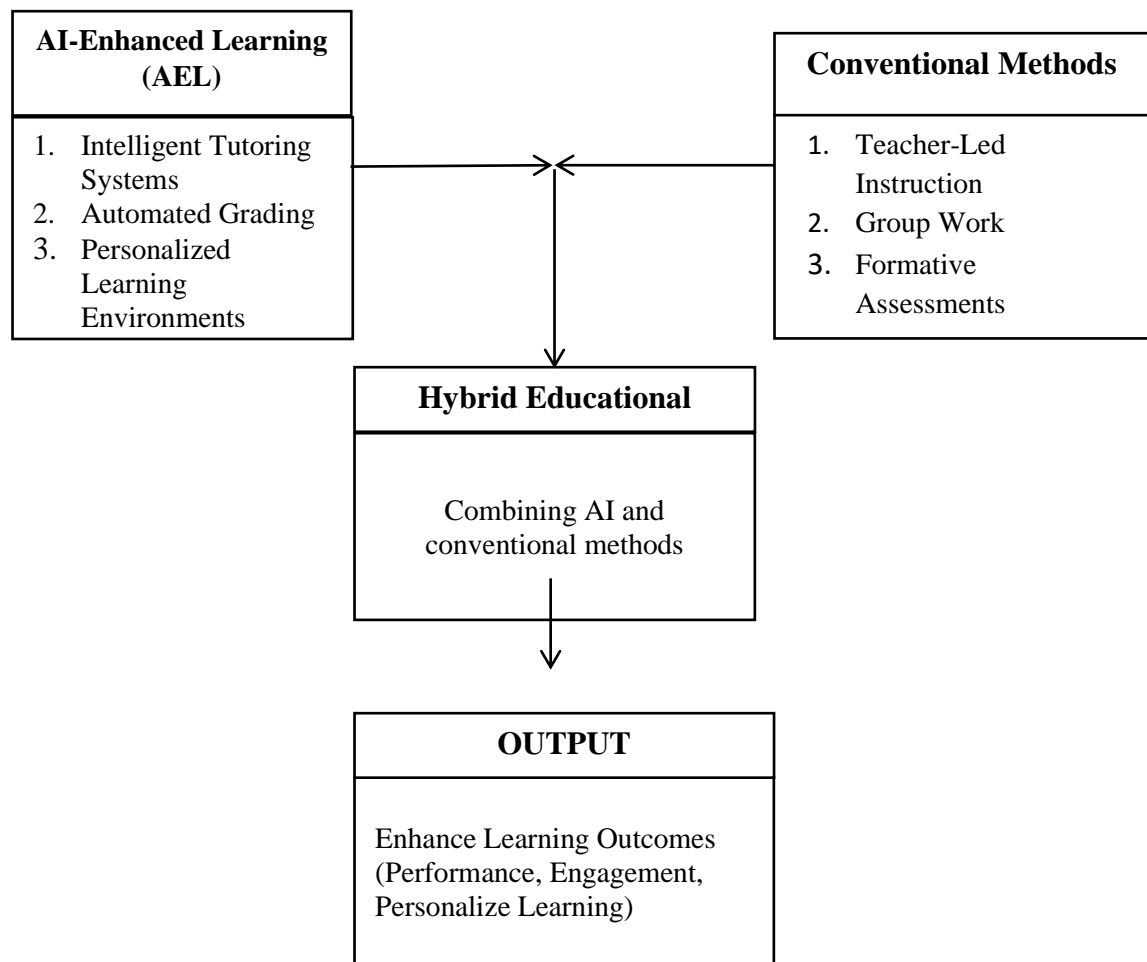 AI-Enhanced Learning
(AEL)
1. Intelligent Tutoring
Systems
2. Automated Grading
3. Personalized
Learning
Environments
Conventional Methods
1. Teacher-Led
Instruction
2. Group Work
3. Formative
Assessments
Hybrid Educational
Combining AI and
conventional methods
OUTPUT
Enhance Learning Outcomes
(Performance, Engagement,
Personalize Learning)